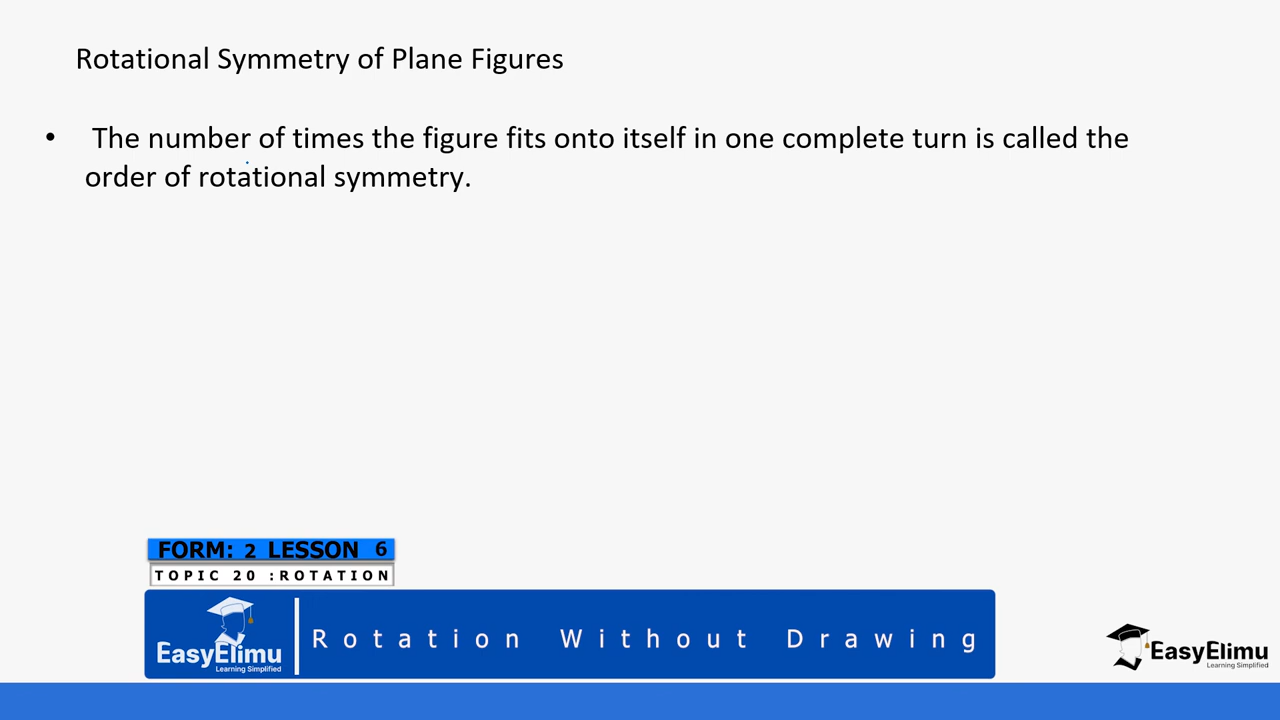 Rotational Symmetry of Plane Figures
• The number of times the figure fits onto itself in one complete turn is called the
order of rotational symmetry.
FORM: 2 LESSON 6
TOPIC 20 :ROTATION
EasyElimu
Learning Simplified
Rotation Without Drawing
EasyElimu
Learning Simplified